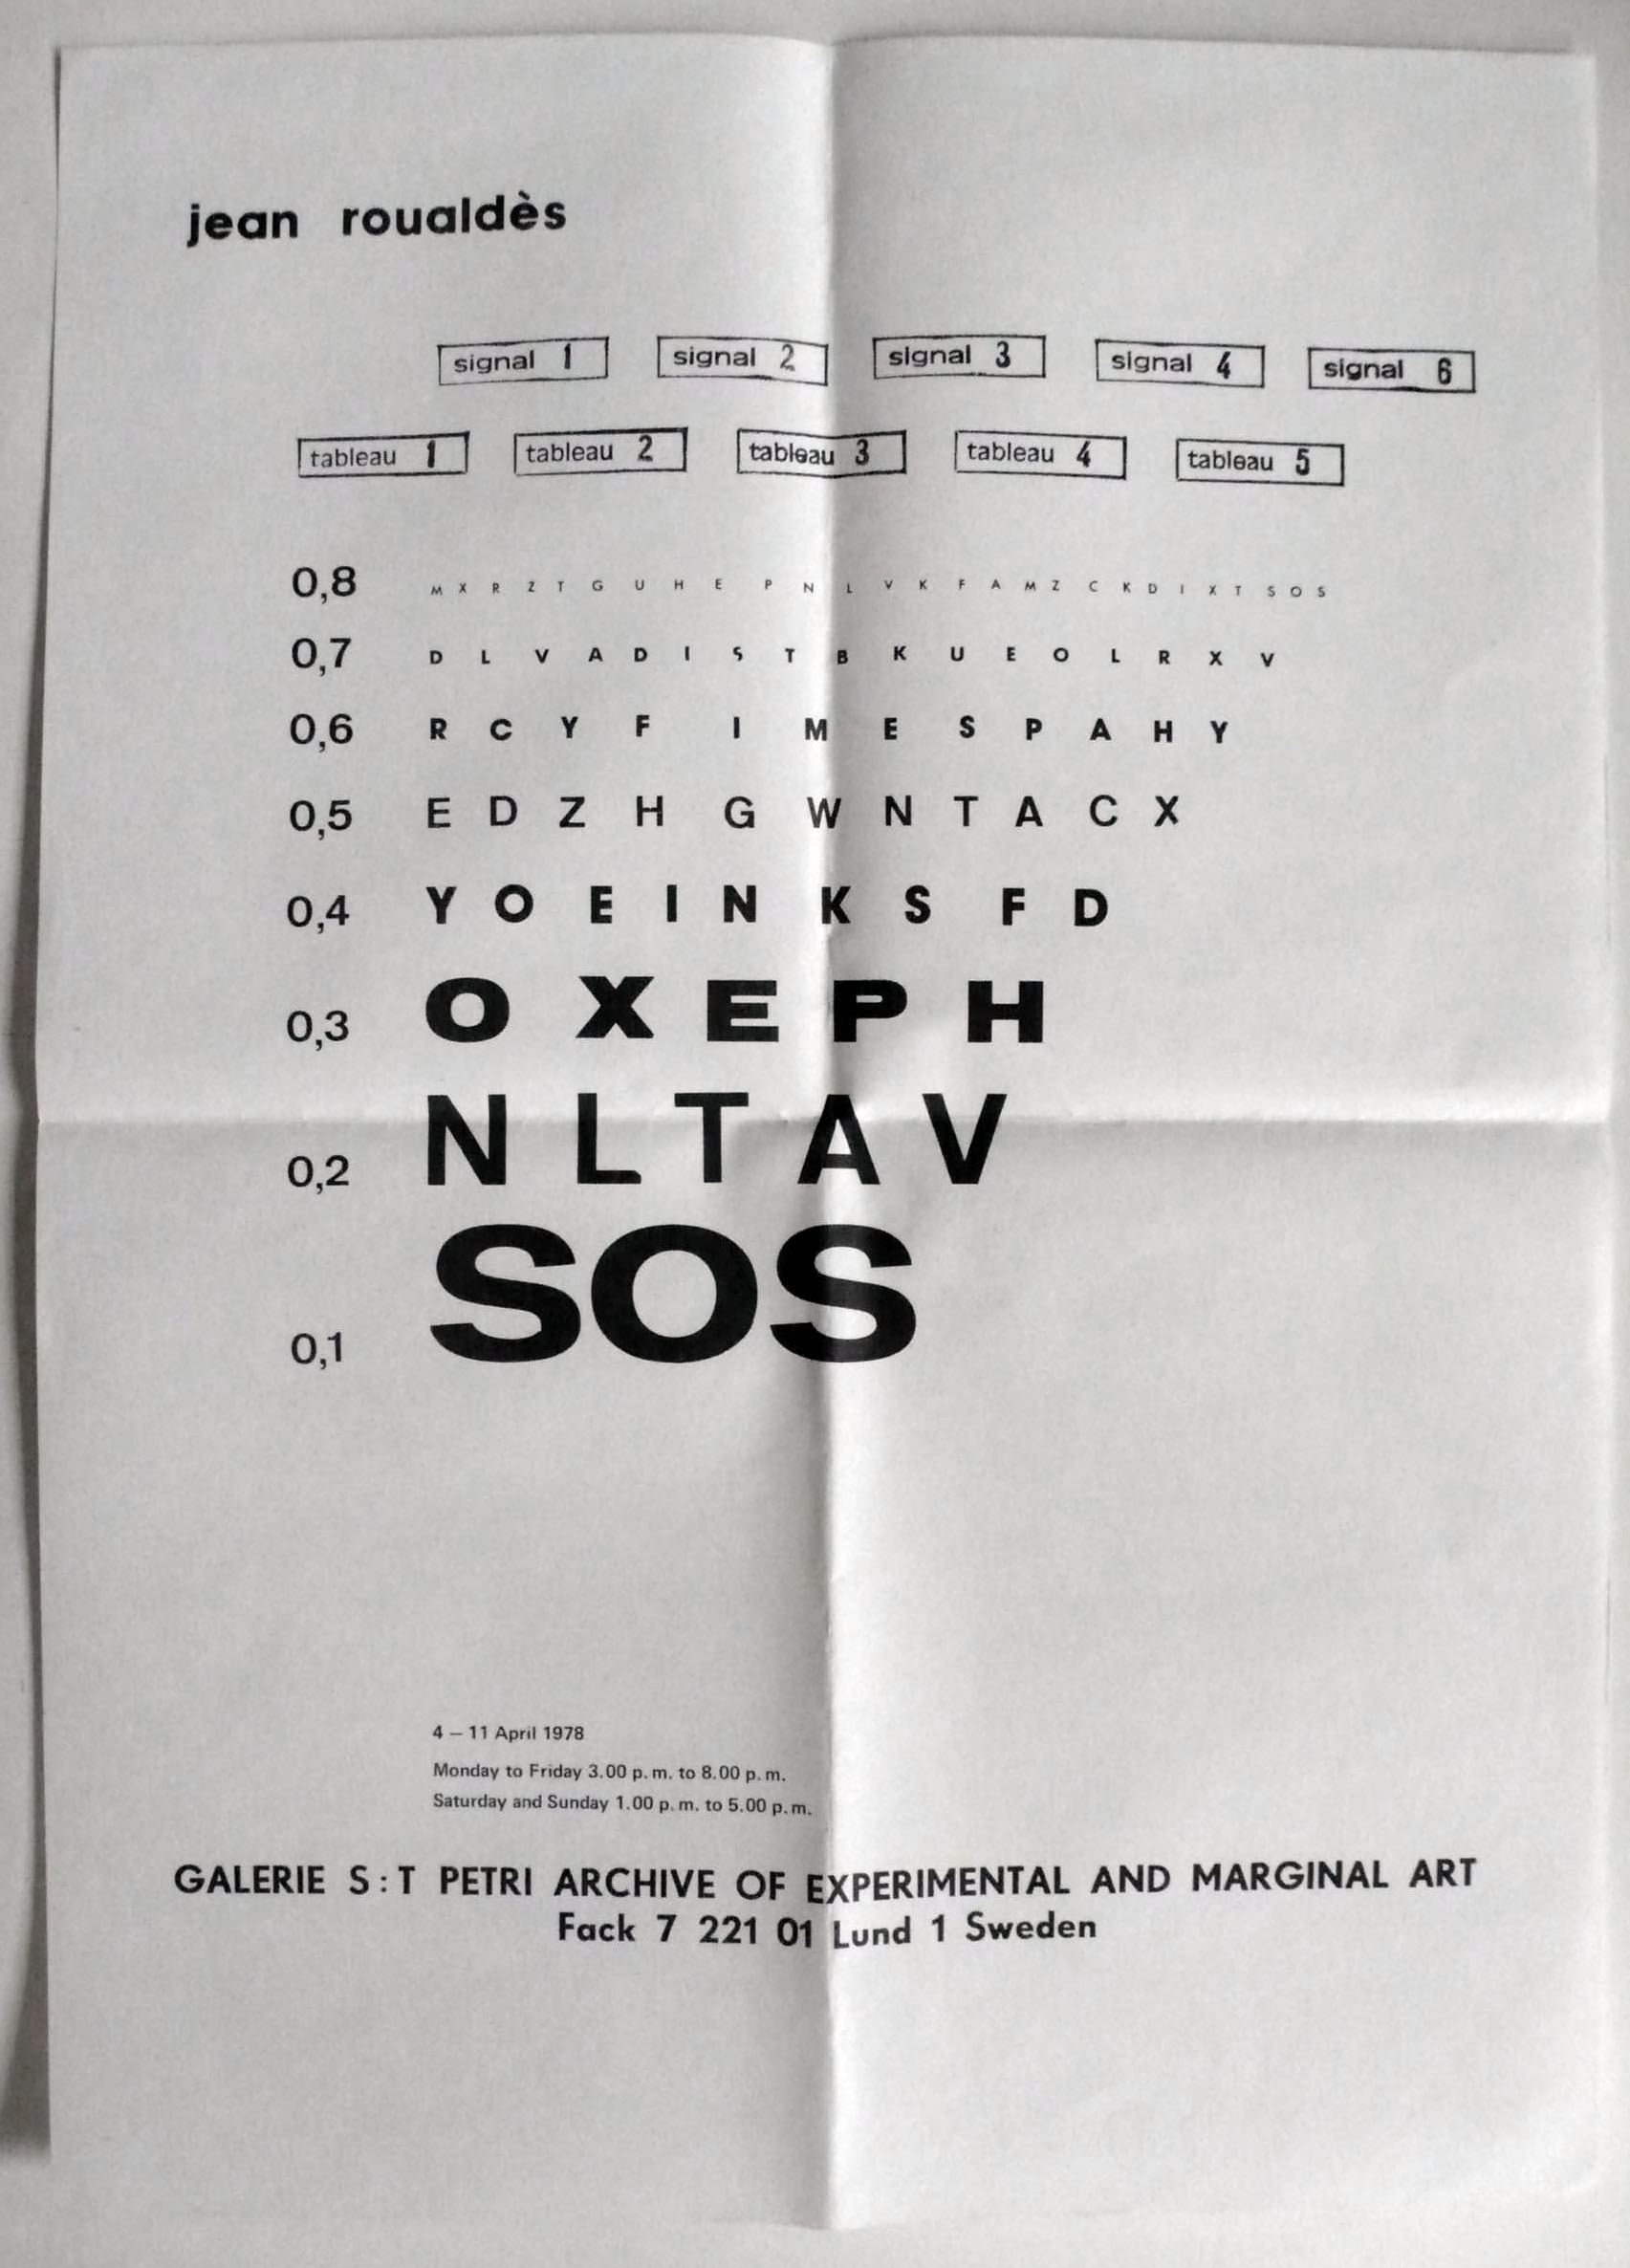 jean roualdès
signal 1 signal 2 signal 3 signal 4 signal 6
tableau 1 tableau 2 tableau 3 tableau 4 tableau 5
0,8 M X R Z T G U H E P N L V K F A M Z C K D I X T S O S
0,7 D L V A D I S T B K U E O L R X V
0,6 R C Y F I M E S P A H Y
0,5 E D Z H G W N T A C X
0,4 Y O E I N K S F D
0,3 O X E P H
0,2 N L T A V
0,1 SOS
4 – 11 April 1978
Monday to Friday 3.00 p.m. to 8.00 p.m.
Saturday and Sunday 1.00 p.m. to 5.00 p.m.
GALERIE S:T PETRI ARCHIVE OF EXPERIMENTAL AND MARGINAL ART
Fack 7 221 01 Lund 1 Sweden